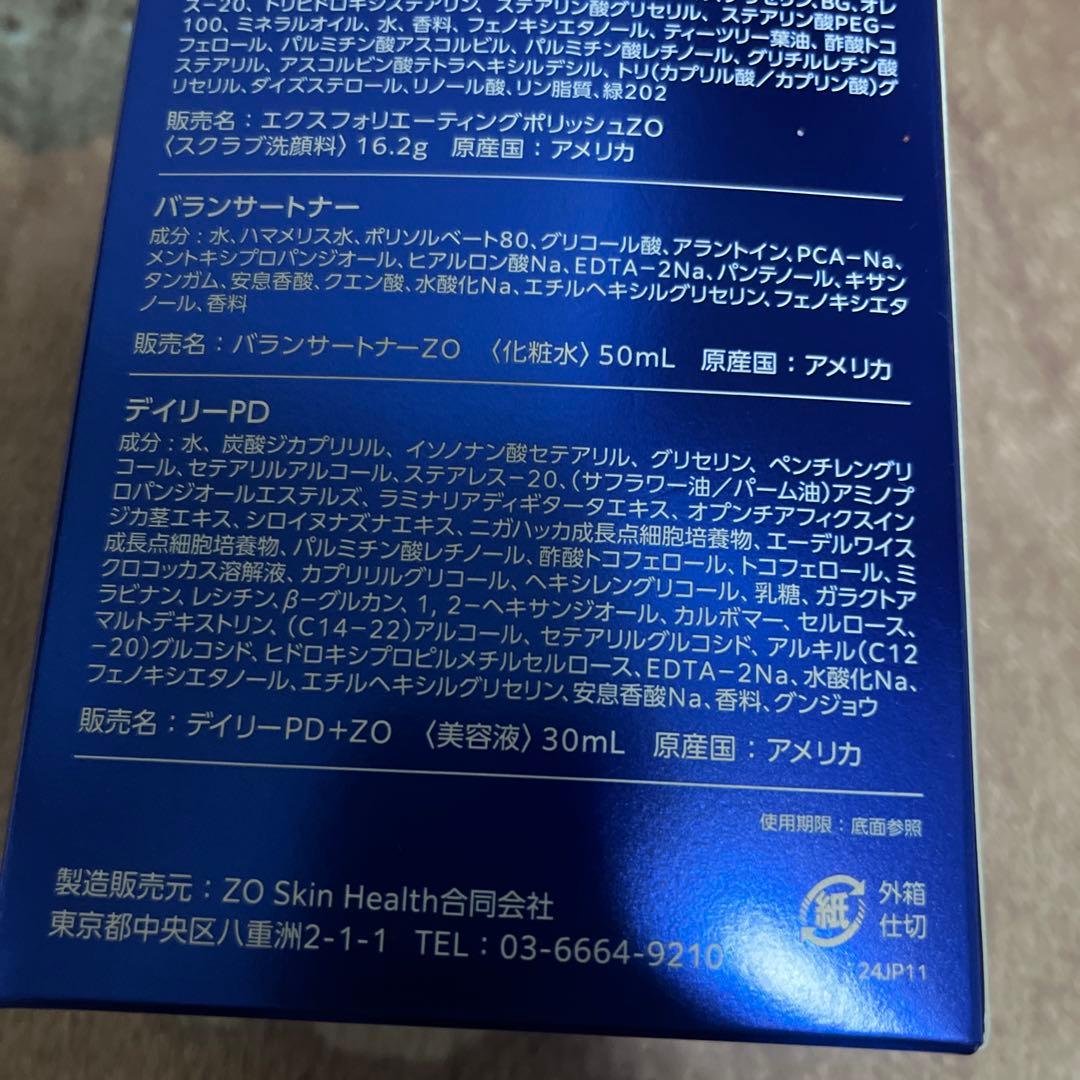 グリセリン、BG、オレ
ス-20、トリヒドロキシステアリン、ステアリン酸グリセリル、ステアリン酸PEG-
100、ミネラルオイル、水、香料、フェノキシエタノール、ティーツリー葉油、酢酸トコ
フェロール、パルミチン酸アスコルビル、パルミチン酸レチノール、グリチルレチン酸
ステアリル、アスコルビン酸テトラヘキシルデシル、トリ(カプリル酸/カプリン酸)グ
リセリル、ダイズステロール、リノール酸、リン脂質、緑202
販売名：エクスフォリエーティングポリッシュZO
〈スクラブ洗顔料〉16.2g 原産国：アメリカ
バランサートナー
成分：水、ハマメリス水、ポリソルベート80、グリコール酸、アラントイン、PCA-Na、
メントキシプロパンジオール、ヒアルロン酸Na、EDTA-2Na、パンテノール、キサン
タンガム、安息香酸、クエン酸、水酸化Na、エチルヘキシルグリセリン、フェノキシエタ
ノール、香料
販売名：バランサートナーZO 〈化粧水〉50mL 原産国：アメリカ
デイリーPD
成分：水、炭酸ジカプリリル、イソノナン酸セテアリル、グリセリン、ペンチレングリ
コール、セテアリルアルコール、ステアレス-20、(サフラワー油/パーム油)アミノプ
ロパンジオールエステルズ、ラミナリアディギタータエキス、オプンチアフィクスイン
ジカ茎エキス、シロイヌナズナエキス、ニガハッカ成長点細胞培養物、エーデルワイス
成長点細胞培養物、パルミチン酸レチノール、酢酸トコフェロール、トコフェロール、ミ
クロコッカス溶解液、カプリリルグリコール、ヘキシレングリコール、乳糖、ガラクトア
ラビナン、レシチン、β-グルカン、1,2-ヘキサンジオール、カルボマー、セルロース、
マルトデキストリン、(C14-22)アルコール、セテアリルグルコシド、アルキル(C12
-20)グルコシド、ヒドロキシプロピルメチルセルロース、EDTA-2Na、水酸化Na、
フェノキシエタノール、エチルヘキシルグリセリン、安息香酸Na、香料、グンジョウ
販売名：デイリーPD+ZO 〈美容液〉30mL 原産国：アメリカ
使用期限：底面参照
製造販売元：ZO Skin Health合同会社
東京都中央区八重洲2-1-1 TEL：03-6664-9210
紙
外箱
仕切
24JP11